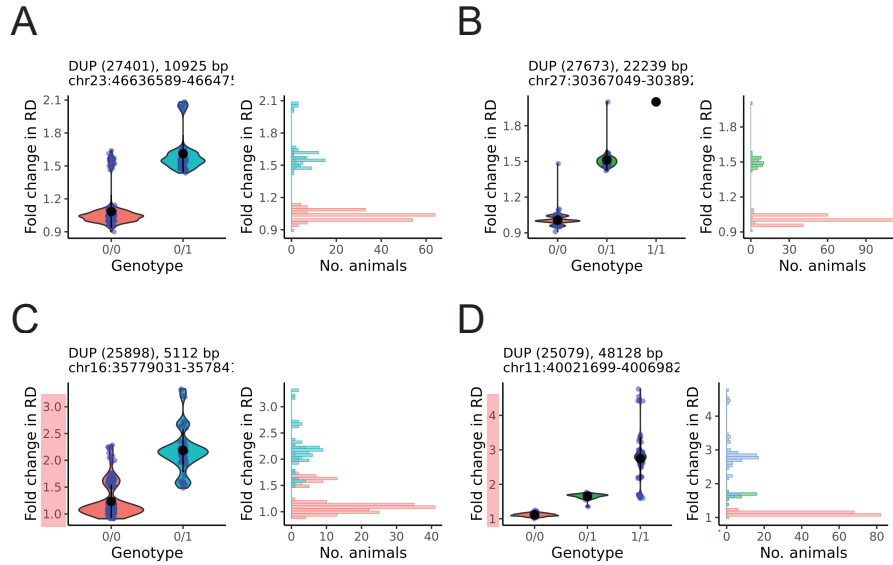 A
DUP (27401), 10925 bp
chr23:46636589-46647
Fold change in RD
2.1
1.8
1.5
1.2
0.9
0/0
0/1
Genotype
Fold change in RD
2.1
1.8
1.5
1.2
0.9
0
20
40
60
No. animals
B
DUP (27673), 22239 bp
chr27:30367049-30389
Fold change in RD
1.8
1.5
1.2
0.9
0/0
0/1
1/1
Genotype
Fold change in RD
1.8
1.5
1.2
0.9
0
30
60
90
No. animals
C
DUP (25898), 5112 bp
chr16:35779031-35784
Fold change in RD
3.0
2.5
2.0
1.5
1.0
0/0
0/1
Genotype
Fold change in RD
3.0
2.5
2.0
1.5
1.0
0
10
20
30
40
No. animals
D
DUP (25079), 48128 bp
chr11:40021699-4006982
Fold change in RD
4
3
2
1
0/0
0/1
1/1
Genotype
Fold change in RD
4
3
2
1
0
20
40
60
80
No. animals